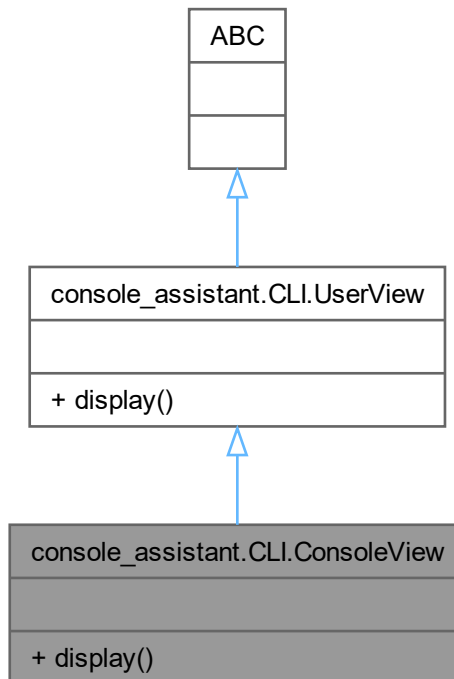 ABC
console_assistant.CLI.UserView
+ display()
console_assistant.CLI.ConsoleView
+ display()